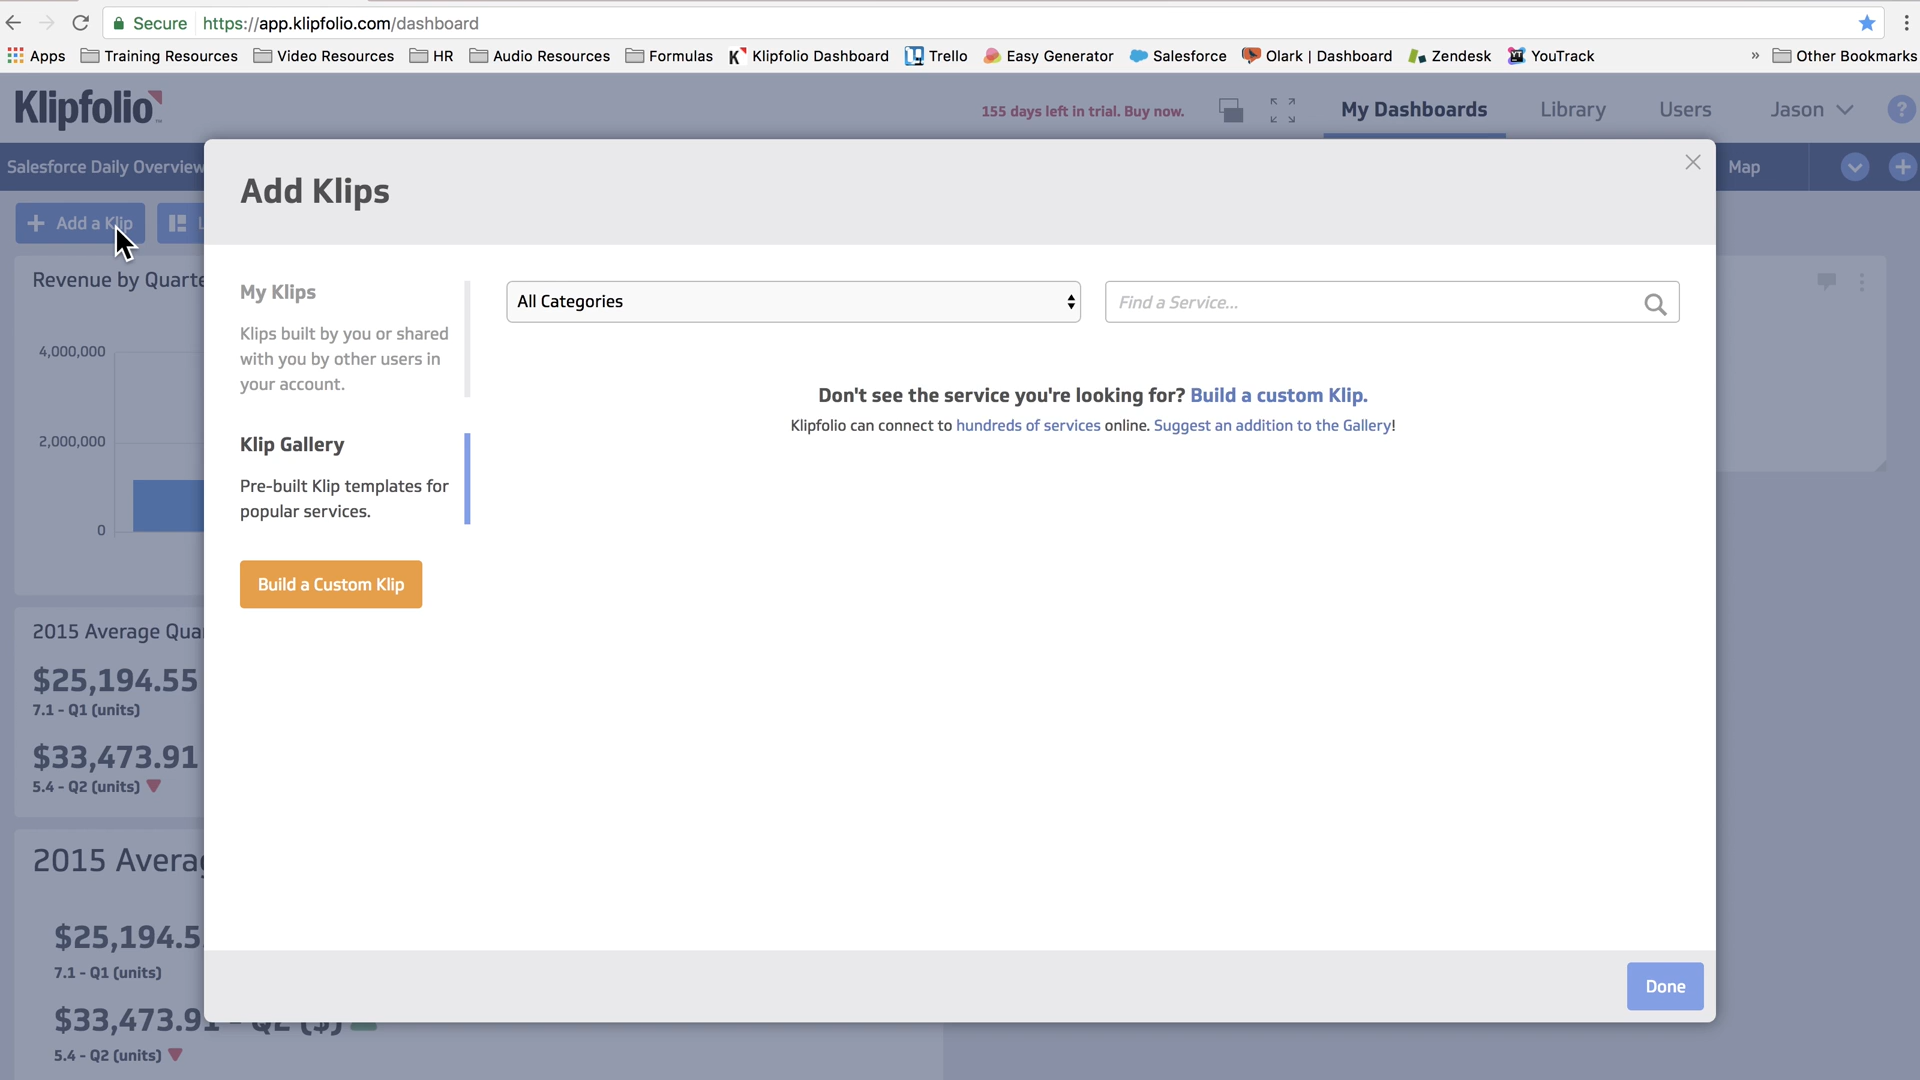 Secure https://app.klipfolio.com/dashboard
Apps Training Resources Video Resources HR Audio Resources Formulas Klipfolio Dashboard Trello Easy Generator Salesforce Olark | Dashboard Zendesk YouTrack » Other Bookmarks
Klipfolio
155 days left in trial. Buy now. My Dashboards Library Users Jason ?
Salesforce Daily Overview Map
Add Klips
+ Add a Klip
Revenue by Quarte
4,000,000
2,000,000
0
My Klips
Klips built by you or shared
with you by other users in
your account.
Klip Gallery
Pre-built Klip templates for
popular services.
Build a Custom Klip
All Categories
Find a Service...
Don't see the service you're looking for? Build a custom Klip.
Klipfolio can connect to hundreds of services online. Suggest an addition to the Gallery!
2015 Average Qua
$25,194.55
7.1 - Q1 (units)
$33,473.91
5.4 - Q2 (units)
2015 Averag
$25,194.5
7.1 - Q1 (units)
$33,473.91 - Q2 ($)
5.4 - Q2 (units)
Done